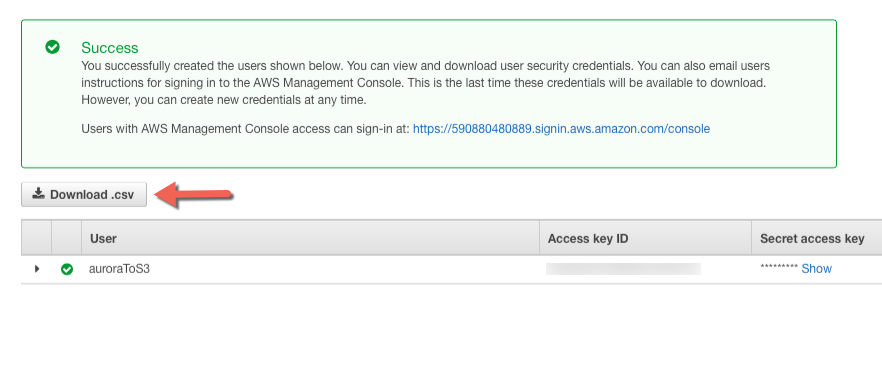 Success
You successfully created the users shown below. You can view and download user security credentials. You can also email users
instructions for signing in to the AWS Management Console. This is the last time these credentials will be available to download.
However, you can create new credentials at any time.
Users with AWS Management Console access can sign-in at: https://590880480889.signin.aws.amazon.com/console
Download .csv
User Access key ID Secret access key
auroraToS3 ********* Show